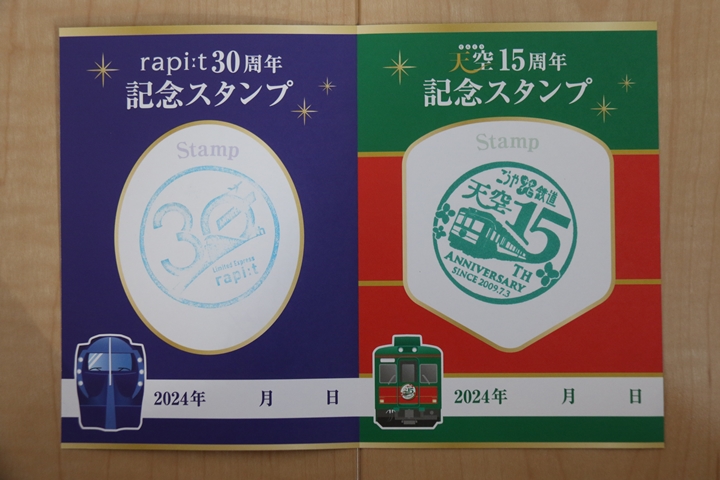 rapi:t 30周年
記念スタンプ
Stamp
30th
Limited Express
rapi:t
2024年 月 日
天空 15周年
記念スタンプ
Stamp
こうや花鉄道
天空
15
TH
ANNIVERSARY
SINCE 2009.7.3
2024年 月 日